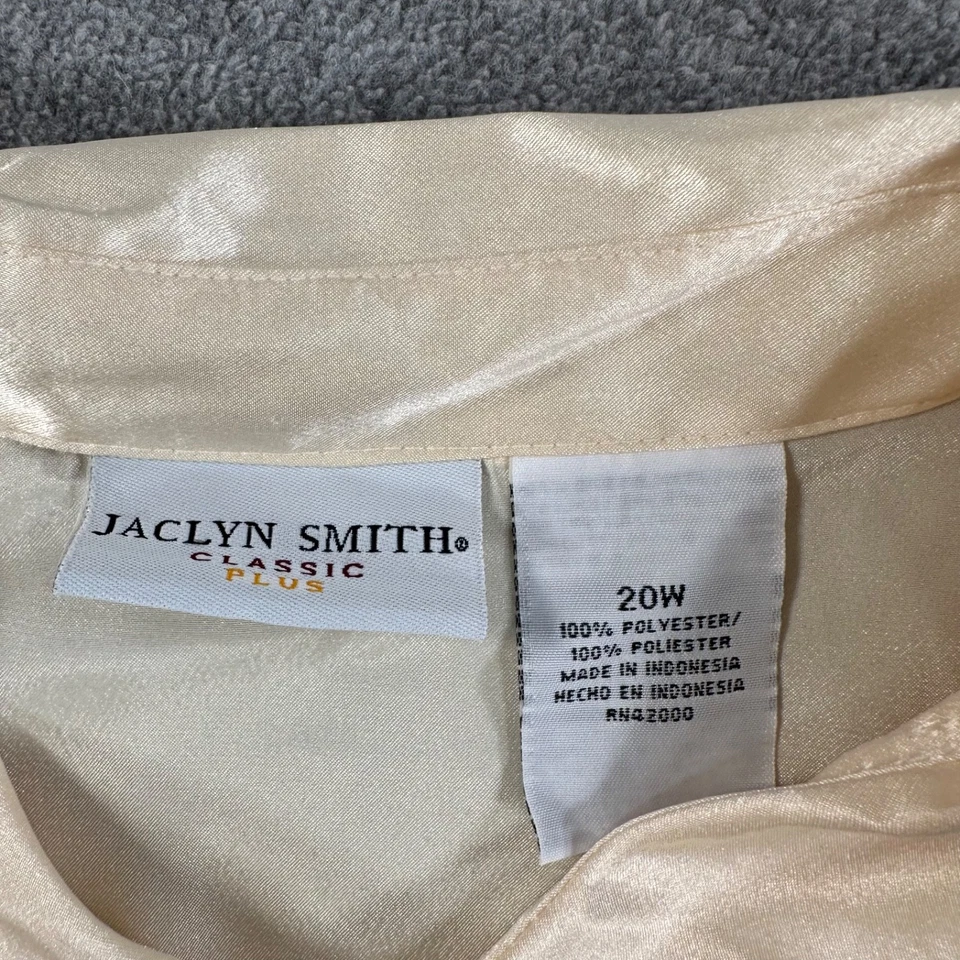 JACLYN SMITH®
CLASSIC
PLUS
20W
100% POLYESTER/
100% POLIESTER
MADE IN INDONESIA
HECHO EN INDONESIA
RN42000